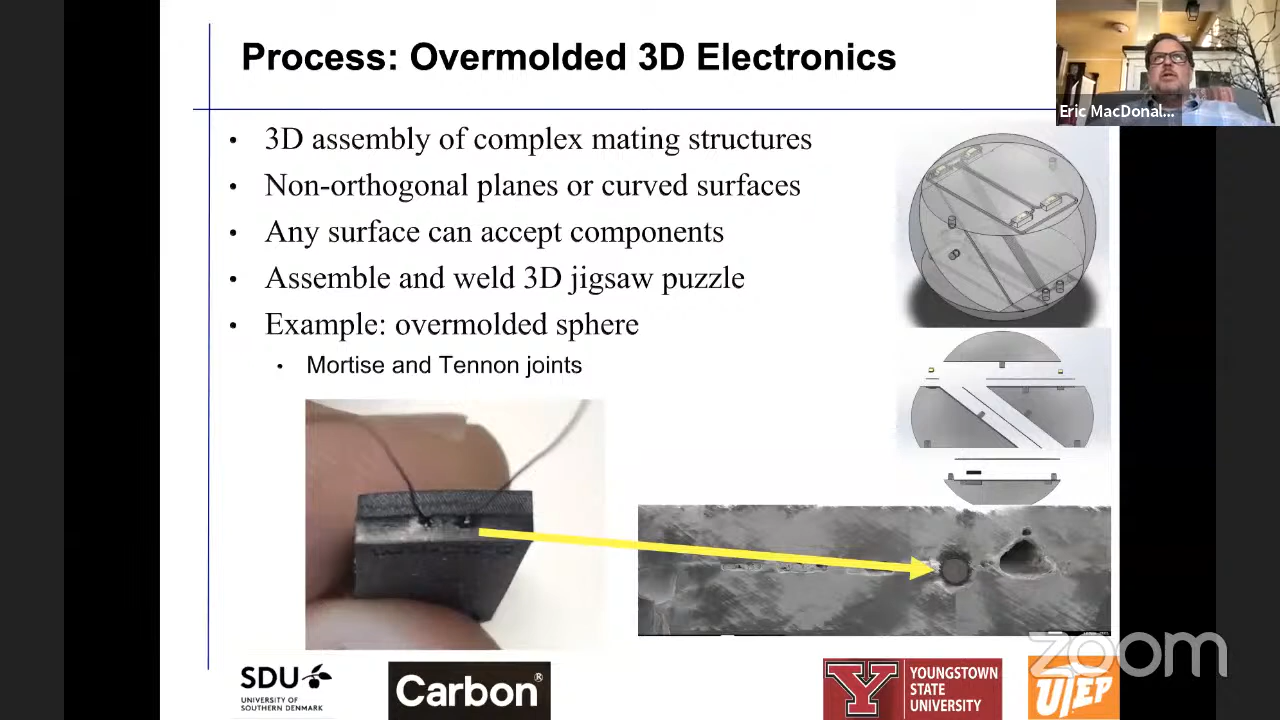 Process: Overmolded 3D Electronics
Eric MacDonal...
• 3D assembly of complex mating structures
• Non-orthogonal planes or curved surfaces
• Any surface can accept components
• Assemble and weld 3D jigsaw puzzle
• Example: overmolded sphere
• Mortise and Tennon joints
zoom
SDU
UNIVERSITY OF
SOUTHERN DENMARK
Carbon®
Y
YOUNGSTOWN
STATE
UNIVERSITY
UTEP